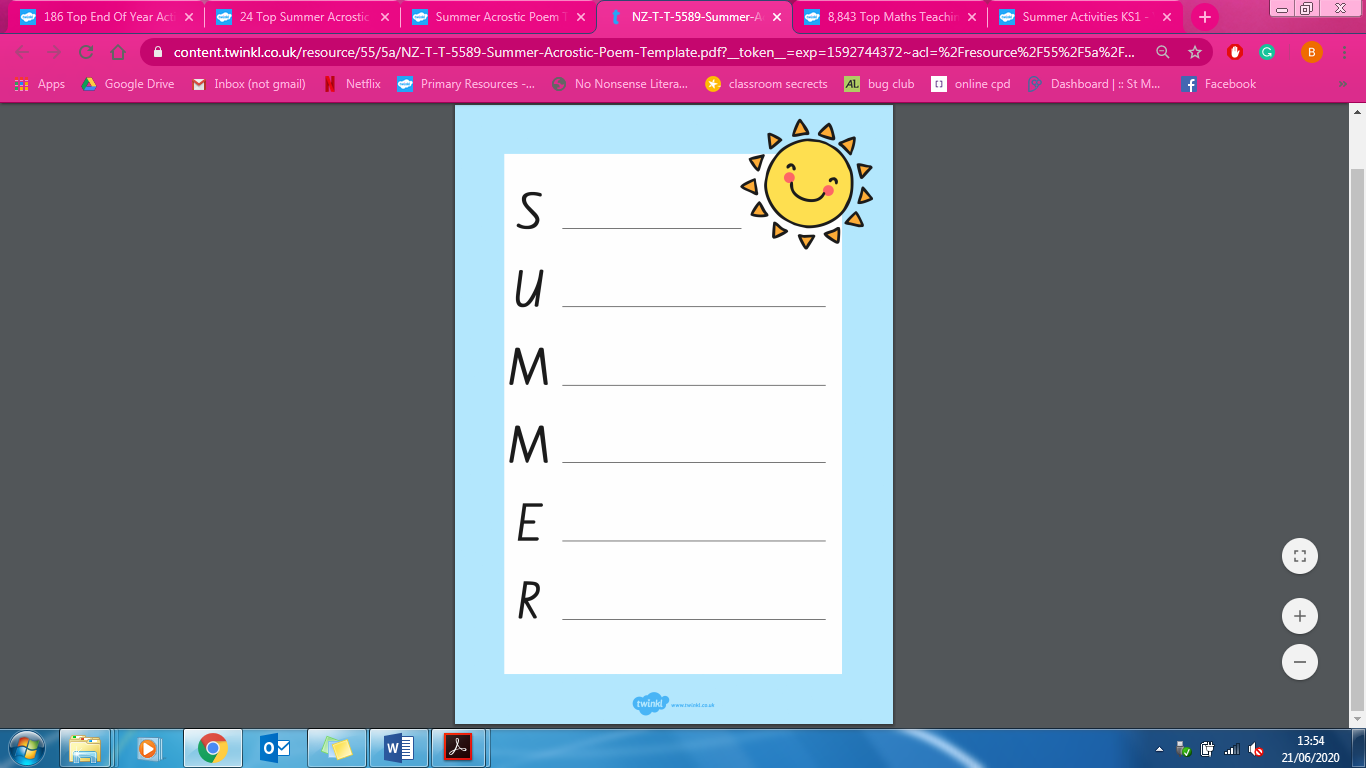 186 Top End Of Year Acti
24 Top Summer Acrostic
Summer Acrostic Poem T
NZ-T-T-5589-Summer-A
8,843 Top Maths Teachin
Summer Activities KS1 -
content.twinkl.co.uk/resource/55/5a/NZ-T-T-5589-Summer-Acrostic-Poem-Template.pdf?__token__=exp=1592744372~acl=%2Fresource%2F55%2F5a%2F...
B
Apps
Google Drive
Inbox (not gmail)
Netflix
Primary Resources -...
No Nonsense Litera...
classroom secrects
AL
bug club
online cpd
Dashboard | :: St M...
Facebook
»
S
U
M
M
E
R
twinkl
www.twinkl.co.uk
13:54
21/06/2020